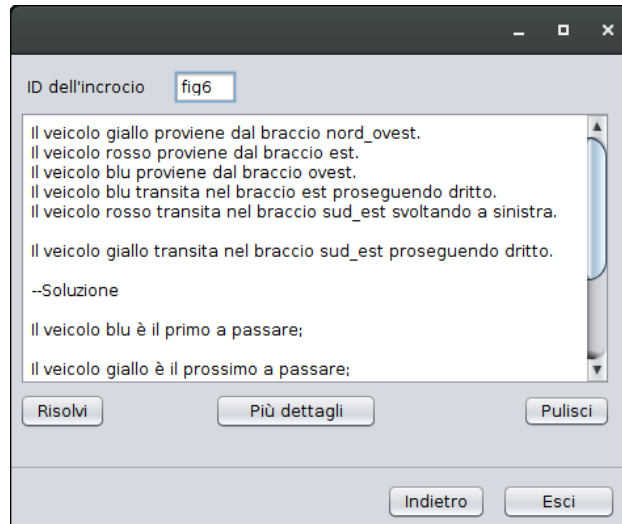 ID dell'incrocio fig6
Il veicolo giallo proviene dal braccio nord_ovest.
Il veicolo rosso proviene dal braccio est.
Il veicolo blu proviene dal braccio ovest.
Il veicolo blu transita nel braccio est proseguendo dritto.
Il veicolo rosso transita nel braccio sud_est svoltando a sinistra.
Il veicolo giallo transita nel braccio sud_est proseguendo dritto.
--Soluzione
Il veicolo blu è il primo a passare;
Il veicolo giallo è il prossimo a passare;
Risolvi Più dettagli Pulisci
Indietro Esci